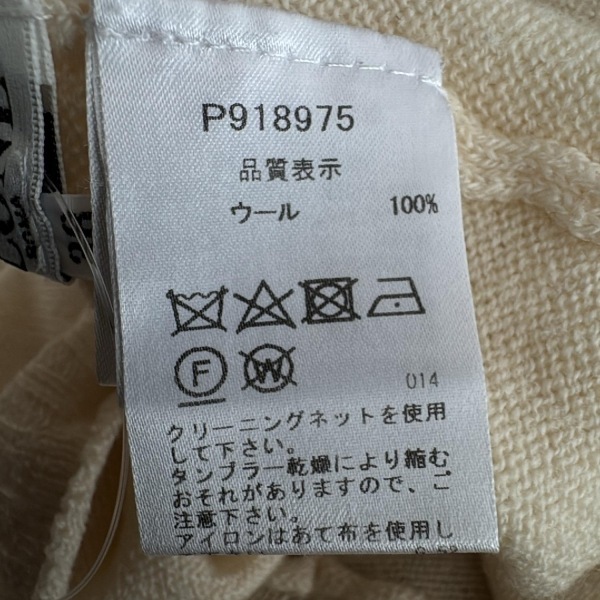 P918975
品質表示
ウール 100%
F W
014
クリーニングネットを使用
して下さい。
タンブラー乾燥により縮む
おそれがありますので、ご
注意下さい。
アイロンはあて布を使用し